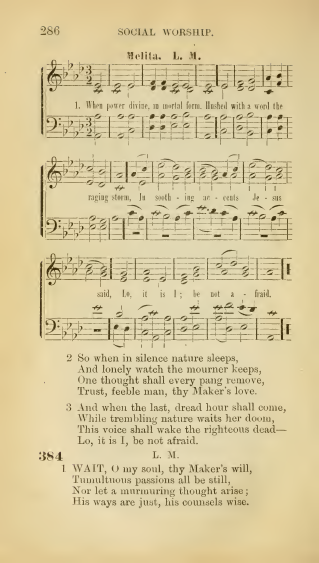 286 SOCIAL WORSHIP.
Melita. L. M.
1. When power divine, in mortal form. Hushed with a word the
raging storm, In sooth - ing ac - cents Je - sus
said, Lo, it is I; be not a - fraid.
2 So when in silence nature sleeps,
And lonely watch the mourner keeps,
One thought shall every pang remove,
Trust, feeble man, thy Maker's love.
3 And when the last, dread hour shall come,
While trembling nature waits her doom,
This voice shall wake the righteous dead—
Lo, it is I, be not afraid.
384 L. M.
1 WAIT, O my soul, thy Maker's will,
Tumultuous passions all be still,
Nor let a murmuring thought arise;
His ways are just, his counsels wise.